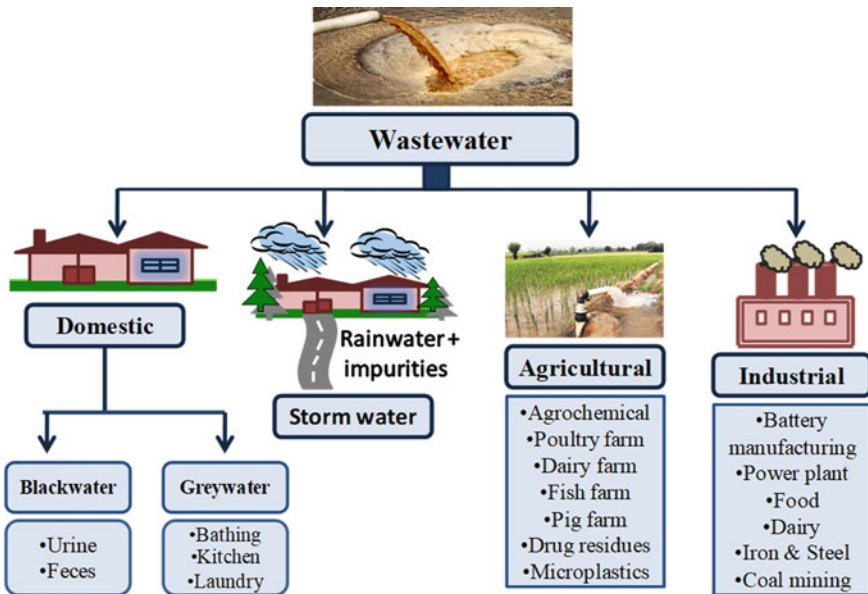 Wastewater
Domestic
Rainwater +
impurities
Storm water
Agricultural
Industrial
Blackwater
•Urine
•Feces
Greywater
•Bathing
•Kitchen
•Laundry
•Agrochemical
•Poultry farm
•Dairy farm
•Fish farm
•Pig farm
•Drug residues
•Microplastics
•Battery
manufacturing
•Power plant
•Food
•Dairy
•Iron & Steel
•Coal mining